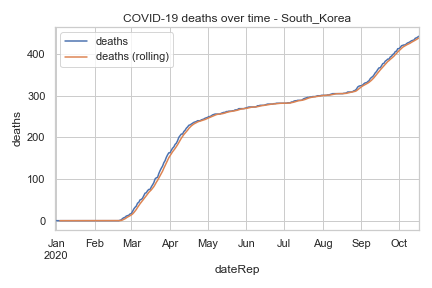 COVID-19 deaths over time - South_Korea
deaths
deaths (rolling)
400
300
200
100
0
deaths
Jan Feb Mar Apr May Jun Jul Aug Sep Oct
2020
dateRep